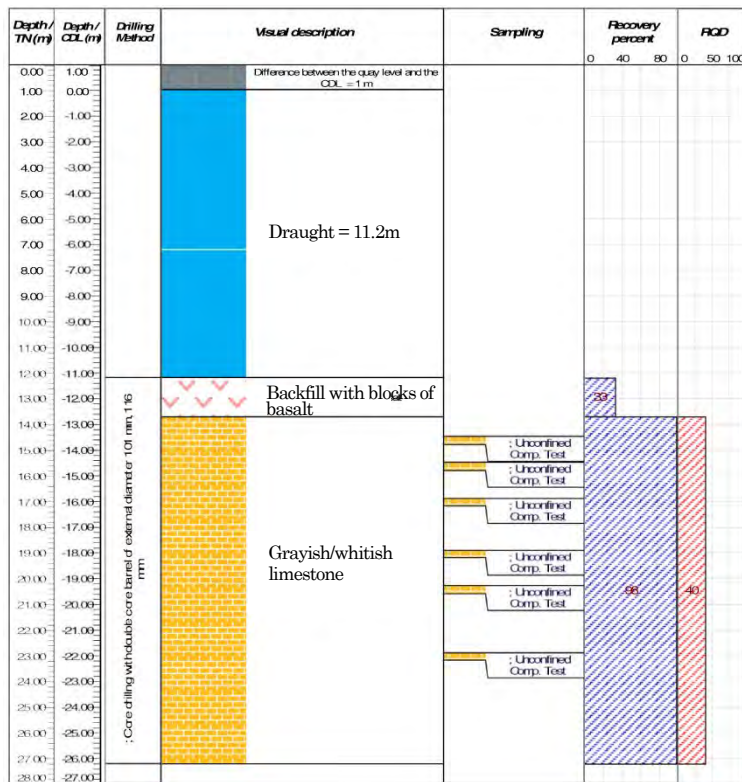 Depth /
TN (m)
Depth /
CDL (m)
Drilling
Method
Visual description
Sampling
Recovery
percent
RQD
0 40 80
0 50 100
0.00 1.00
Difference between the quay level and the
CDL = 1 m
1.00 0.00
2.00 -1.00
3.00 -2.00
4.00 -3.00
5.00 -4.00
6.00 -5.00
Draught = 11.2m
7.00 -6.00
8.00 -7.00
9.00 -8.00
10.00 -9.00
11.00 -10.00
12.00 -11.00
13.00 -12.00
Backfill with blocks of
basalt
14.00 -13.00
; Unconfined
Comp. Test
15.00 -14.00
; Unconfined
Comp. Test
16.00 -15.00
17.00 -16.00
; Unconfined
Comp. Test
18.00 -17.00
19.00 -18.00
Grayish/whitish
limestone
; Unconfined
Comp. Test
20.00 -19.00
; Unconfined
Comp. Test
40
21.00 -20.00
22.00 -21.00
23.00 -22.00
; Unconfined
Comp. Test
24.00 -23.00
25.00 -24.00
26.00 -25.00
27.00 -26.00
28.00 -27.00
; Core drilling with double core barrel of external diameter 101 mm, 116
mm